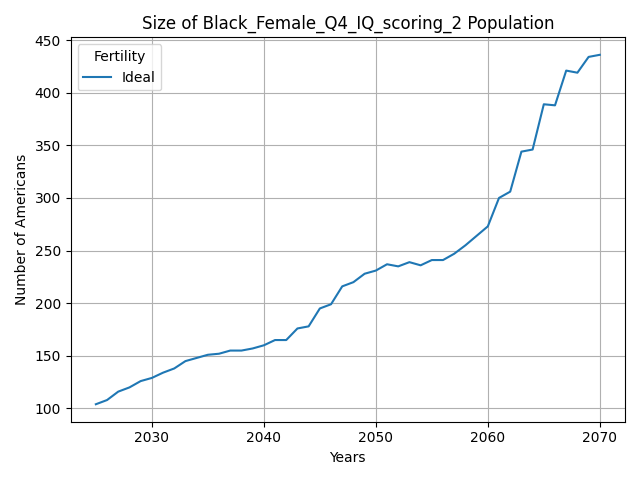 Size of Black_Female_Q4_IQ_scoring_2 Population
Fertility
Ideal
450
400
350
300
250
200
150
100
Number of Americans
2030 2040 2050 2060 2070
Years